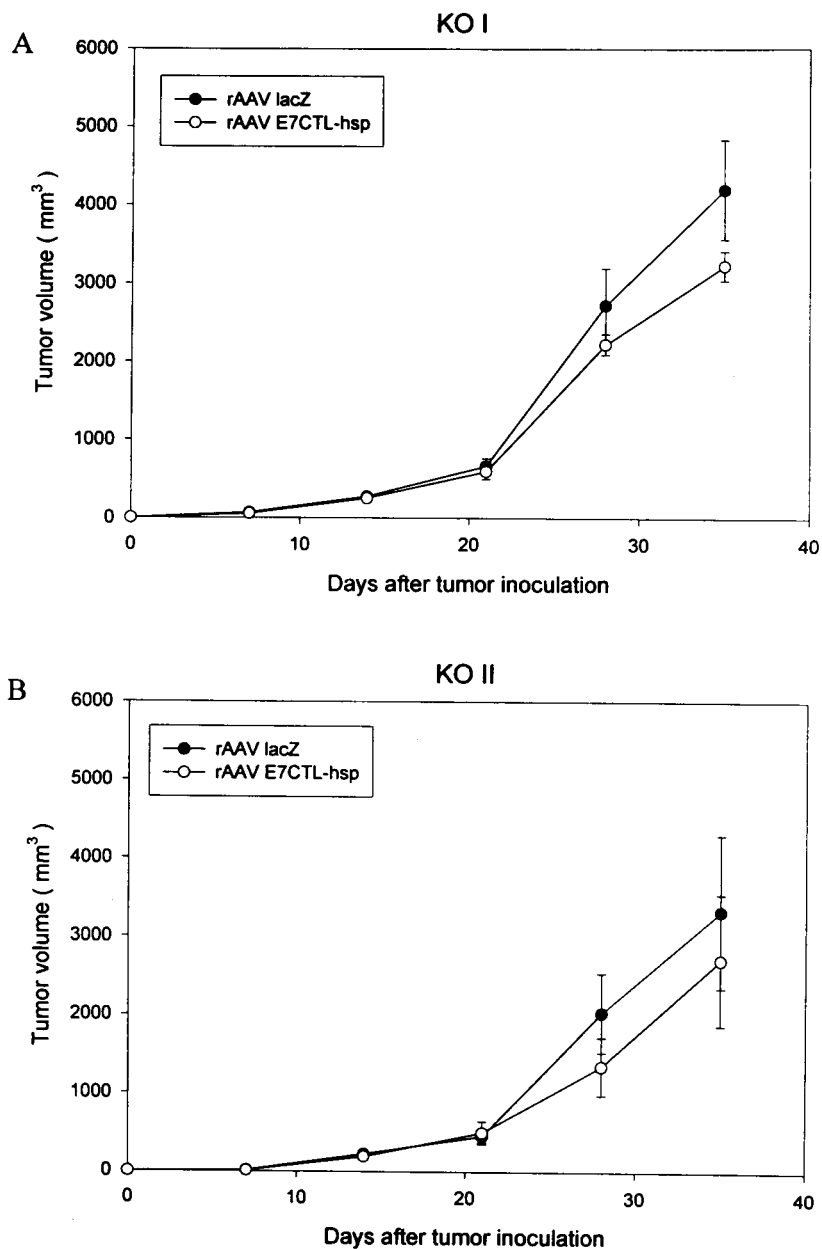 A
KO I
6000
5000
4000
3000
2000
1000
0
rAAV lacZ
rAAV E7CTL-hsp
Tumor volume ( mm³ )
0 10 20 30 40
Days after tumor inoculation
B
KO II
6000
5000
4000
3000
2000
1000
0
rAAV lacZ
rAAV E7CTL-hsp
Tumor volume ( mm³ )
0 10 20 30 40
Days after tumor inoculation